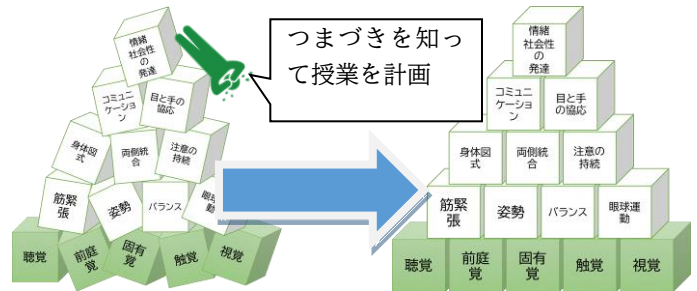 つまづきを知っ
て授業を計画
情緒
社会性
の
発達
コミュ
ニケー
ション
目と手の
協応
身体図
式
両側統
合
注意の
持続
筋緊
張
姿勢
バランス
眼球運
動
聴覚
前庭
覚
固有
覚
触覚
視覚
情緒
社会性
の
発達
コミュニ
ケーショ
ン
目と手
の協応
身体図
式
両側統
合
注意の
持続
筋緊
張
姿勢
バランス
眼球運
動
聴覚
前庭
覚
固有
覚
触覚
視覚